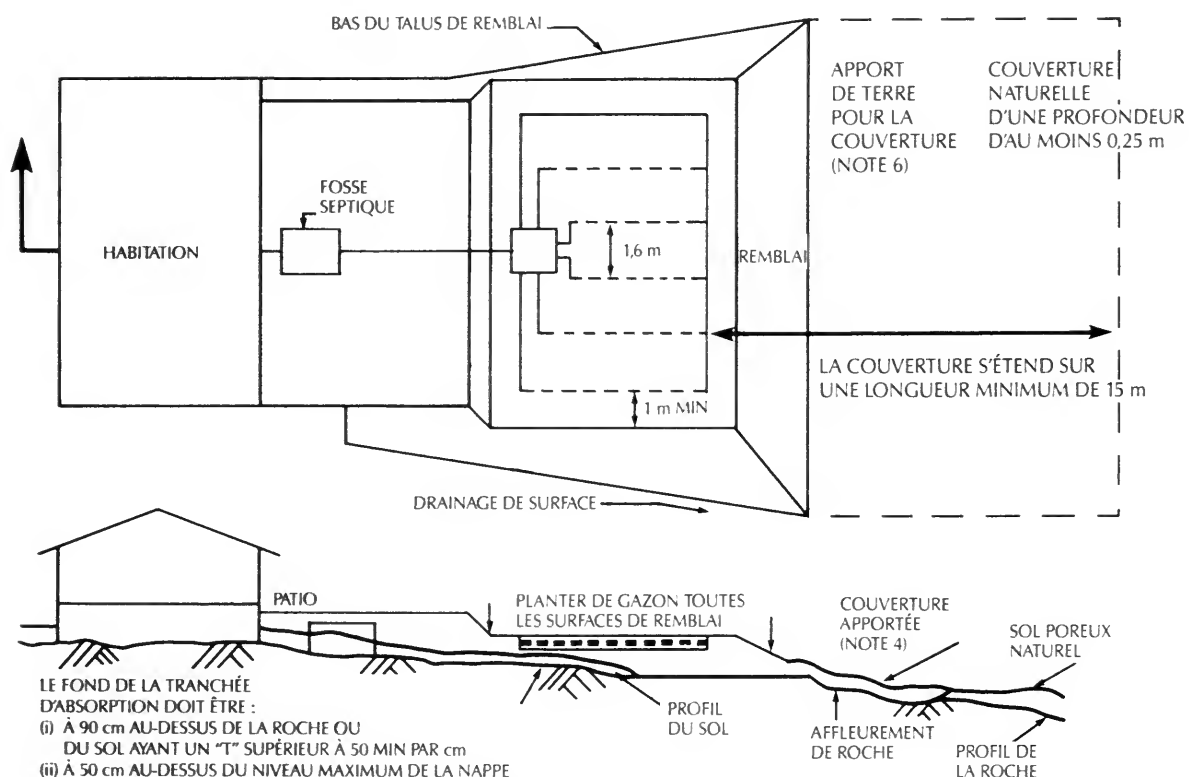 BAS DU TALUS DE REMBLAI
APPORT
DE TERRE
POUR LA
COUVERTURE
(NOTE 6)
COUVERTURE
NATURELLE
D'UNE PROFONDEUR
D'AU MOINS 0,25 m
FOSSE
SEPTIQUE
HABITATION
1,6 m
REMBLAI
LA COUVERTURE S'ÉTEND SUR
UNE LONGUEUR MINIMUM DE 15 m
1 m MIN
DRAINAGE DE SURFACE
PATIO
PLANTER DE GAZON TOUTES
LES SURFACES DE REMBLAI
COUVERTURE
APPORTÉE
(NOTE 4)
SOL POREUX
NATUREL
LE FOND DE LA TRANCHÉE
D'ABSORPTION DOIT ÊTRE :
(i) À 90 cm AU-DESSUS DE LA ROCHE OU
DU SOL AYANT UN "T" SUPÉRIEUR À 50 MIN PAR cm
(ii) À 50 cm AU-DESSUS DU NIVEAU MAXIMUM DE LA NAPPE
PROFIL
DU SOL
AFFLEUREMENT
DE ROCHE
PROFIL DE
LA ROCHE